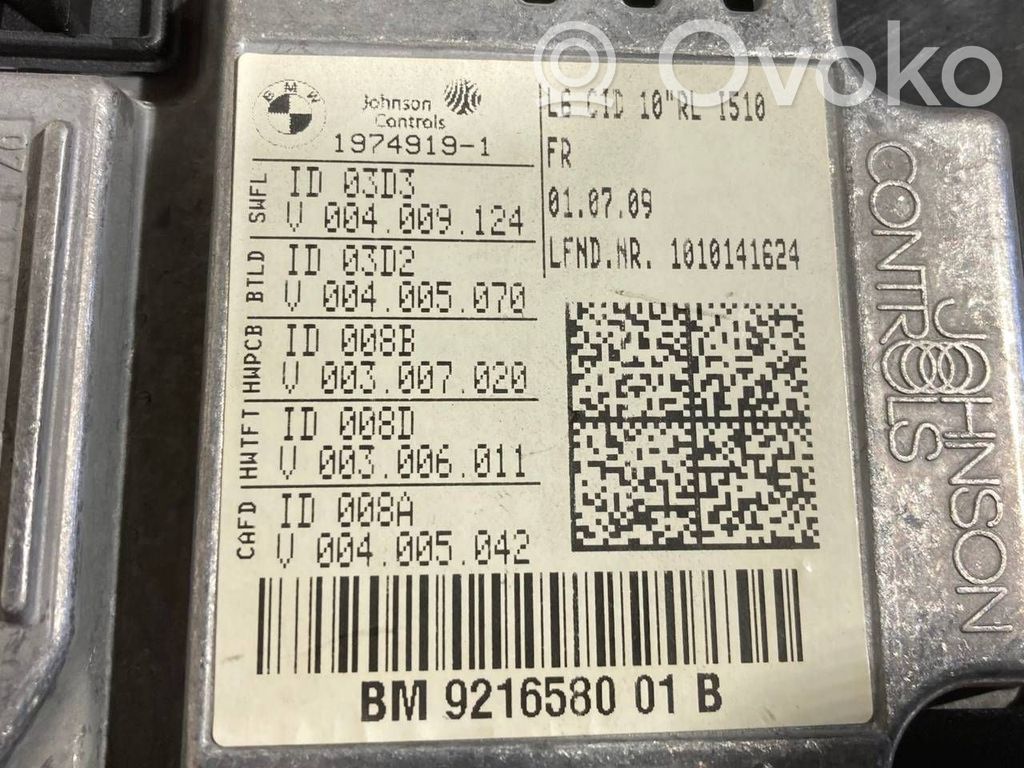 Ovoko
BMW
Johnson
Controls
1974919-1
L6 CID 10"RL I510
FR
01.07.09
LFND.NR. 1010141624
SWFL
ID 03D3
V 004.009.124
BTLD
ID 03D2
V 004.005.070
HWPCB
ID 008B
V 003.007.020
HWTFT
ID 008D
V 003.006.011
CAFD
ID 008A
V 004.005.042
BM 9216580 01 B
JOHNSON
CONTROLS